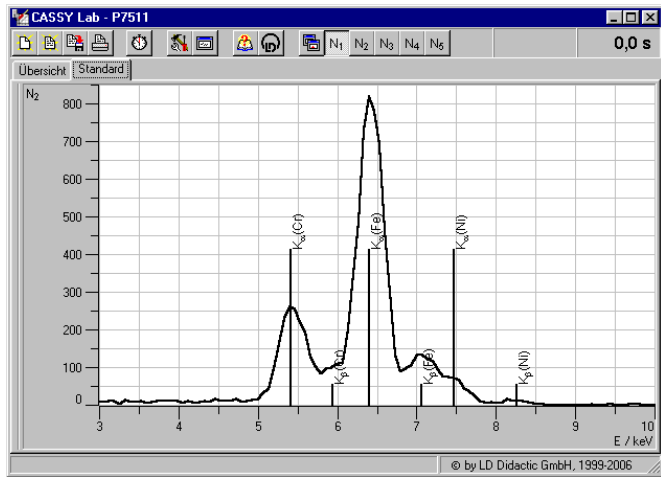 CASSY Lab - P7511
N₁ N₂ N₃ N₄ N₅ 0,0 s
Übersicht Standard
N₂
800
700
600
500
400
300
200
100
0
Kα(Cr)
Kβ(Cr)
Kα(Fe)
Kβ(Fe)
Kα(Ni)
Kβ(Ni)
3 4 5 6 7 8 9 10
E / keV
© by LD Didactic GmbH, 1999-2006